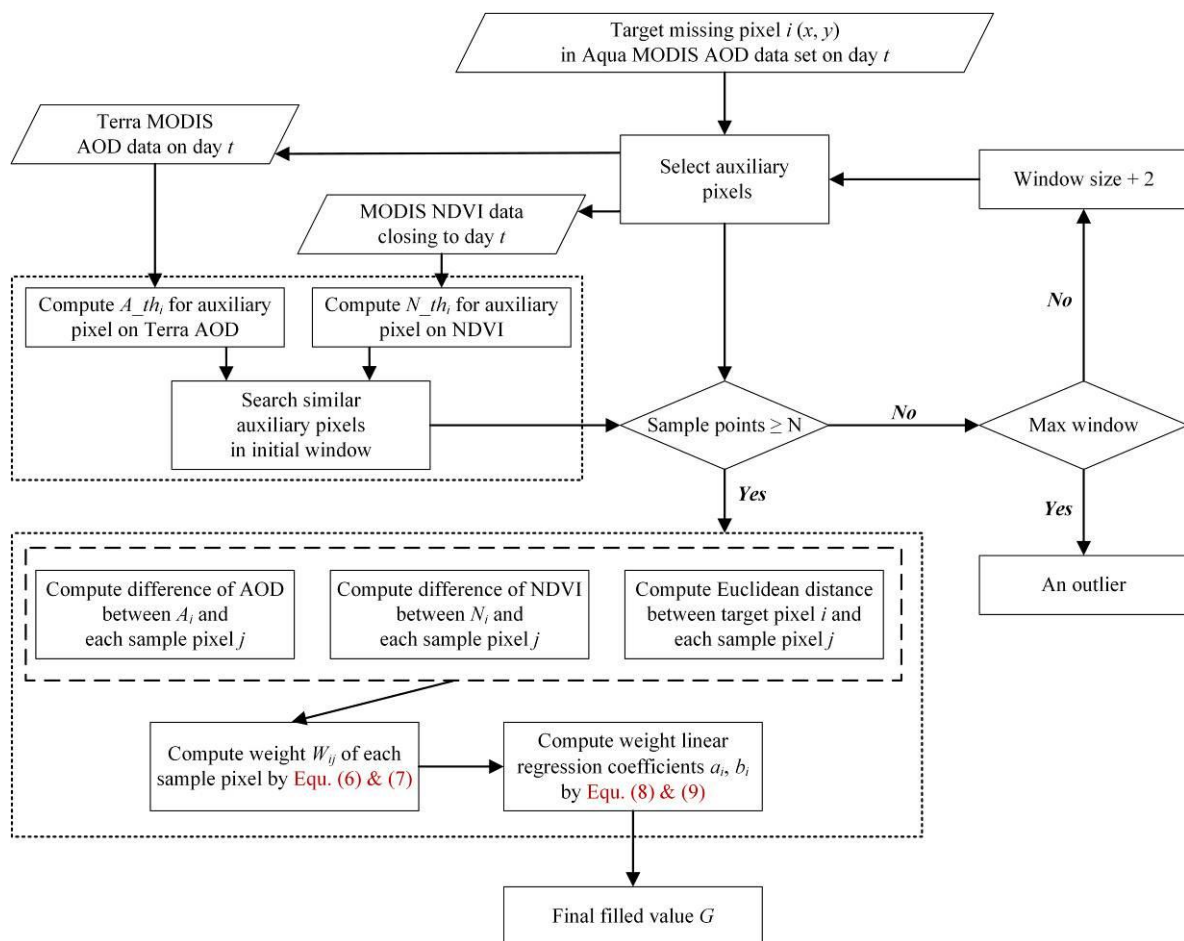 Target missing pixel i (x, y)
in Aqua MODIS AOD data set on day t
Terra MODIS
AOD data on day t
Select auxiliary
pixels
Window size + 2
MODIS NDVI data
closing to day t
No
Compute A_thi for auxiliary
pixel on Terra AOD
Compute N_thi for auxiliary
pixel on NDVI
Search similar
auxiliary pixels
in initial window
Sample points ≥ N
No
Max window
Yes
Yes
An outlier
Compute difference of AOD
between Ai and
each sample pixel j
Compute difference of NDVI
between Ni and
each sample pixel j
Compute Euclidean distance
between target pixel i and
each sample pixel j
Compute weight Wij of each
sample pixel by Equ. (6) & (7)
Compute weight linear
regression coefficients ai, bi
by Equ. (8) & (9)
Final filled value G